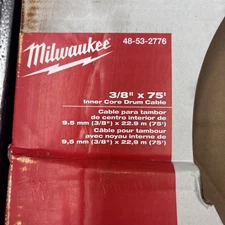 Milwaukee
48-53-2776
3/8" x 75'
Inner Core Drum Cable
Cable para tambor
de centro interior de
9.5 mm (3/8") x 22.9 m (75')
Câble pour tambour
avec noyau interne de
9,5 mm (3/8") x 22,9 m (75')